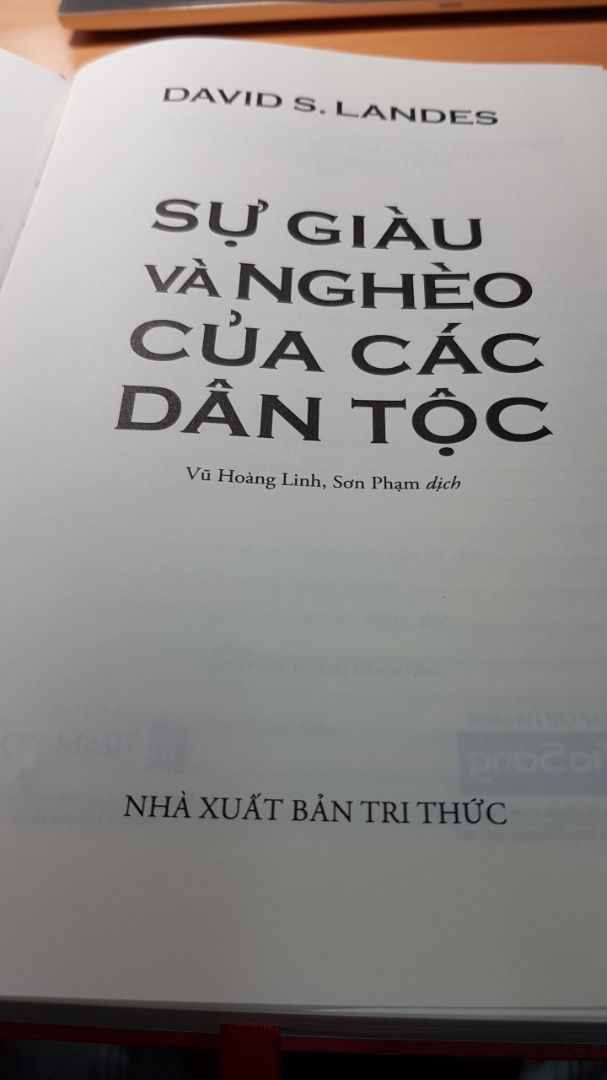 DAVID S. LANDES
SỰ GIÀU
VÀ NGHÈO
CỦA CÁC
DÂN TỘC
Vũ Hoàng Linh, Sơn Phạm dịch
NHÀ XUẤT BẢN TRI THỨC